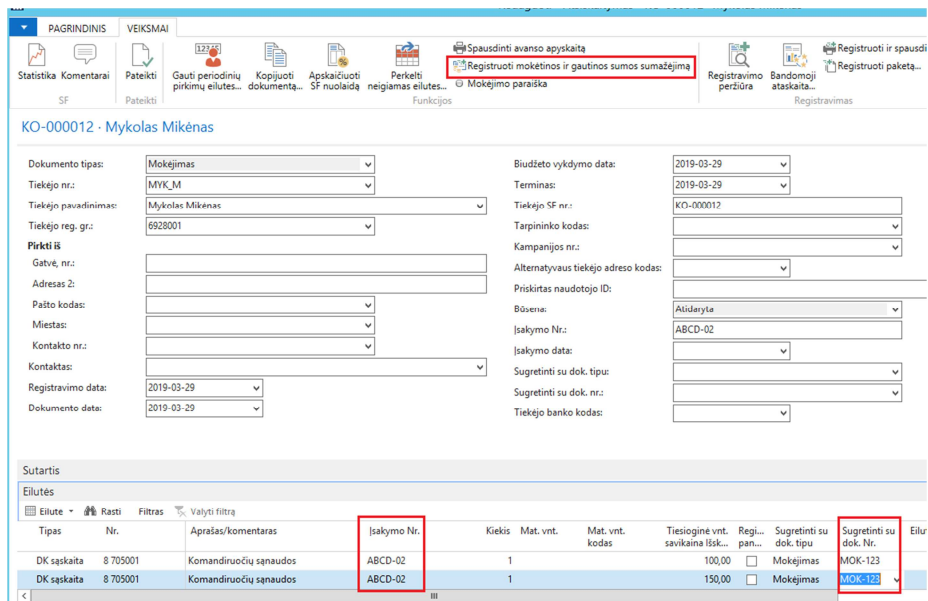 PAGRINDINIS VEIKSMAI
Statistika Komentarai
SF
Pateikti
Pateikti
Gauti periodinių pirkimų eilutes...
Kopijuoti dokumentą...
Apskaičiuoti SF nuolaidą
Perkelti neigiamas eilutes...
Spausdinti avanso apyskaitą
Registruoti mokėtinos ir gautinos sumos sumažėjimą
Mokėjimo paraiška
Funkcijos
Registravimo peržiūra
Bandomoji ataskaita...
Registruoti ir spausdi
Registruoti paketą...
Registravimas
KO-000012 · Mykolas Mikėnas
Dokumento tipas: Mokėjimas
Tiekėjo nr.: MYK_M
Tiekėjo pavadinimas: Mykolas Mikėnas
Tiekėjo reg. gr.: 6928001
Pirkti iš
Gatvė, nr.:
Adresas 2:
Pašto kodas:
Miestas:
Kontakto nr.:
Kontaktas:
Registravimo data: 2019-03-29
Dokumento data: 2019-03-29
Biudžeto vykdymo data: 2019-03-29
Terminas: 2019-03-29
Tiekėjo SF nr.: KO-000012
Tarpininko kodas:
Kampanijos nr.:
Alternatyvaus tiekėjo adreso kodas:
Priskirtas naudotojo ID:
Būsena: Atidaryta
Įsakymo Nr.: ABCD-02
Įsakymo data:
Sugretinti su dok. tipu:
Sugretinti su dok. nr.:
Tiekėjo banko kodas:
Sutartis
Eilutės
Eilutė Rasti Filtras Valyti filtrą
Tipas Nr. Aprašas/komentaras Įsakymo Nr. Kiekis Mat. vnt. Mat. vnt. kodas Tiesioginė vnt. savikaina Išsk... Regi... pan... Sugretinti su dok. tipu Sugretinti su dok. Nr. Eilut
DK sąskaita 8 705001 Komandiruočių sąnaudos ABCD-02 1 100,00 Mokėjimas MOK-123
DK sąskaita 8 705001 Komandiruočių sąnaudos ABCD-02 1 150,00 Mokėjimas MOK-123